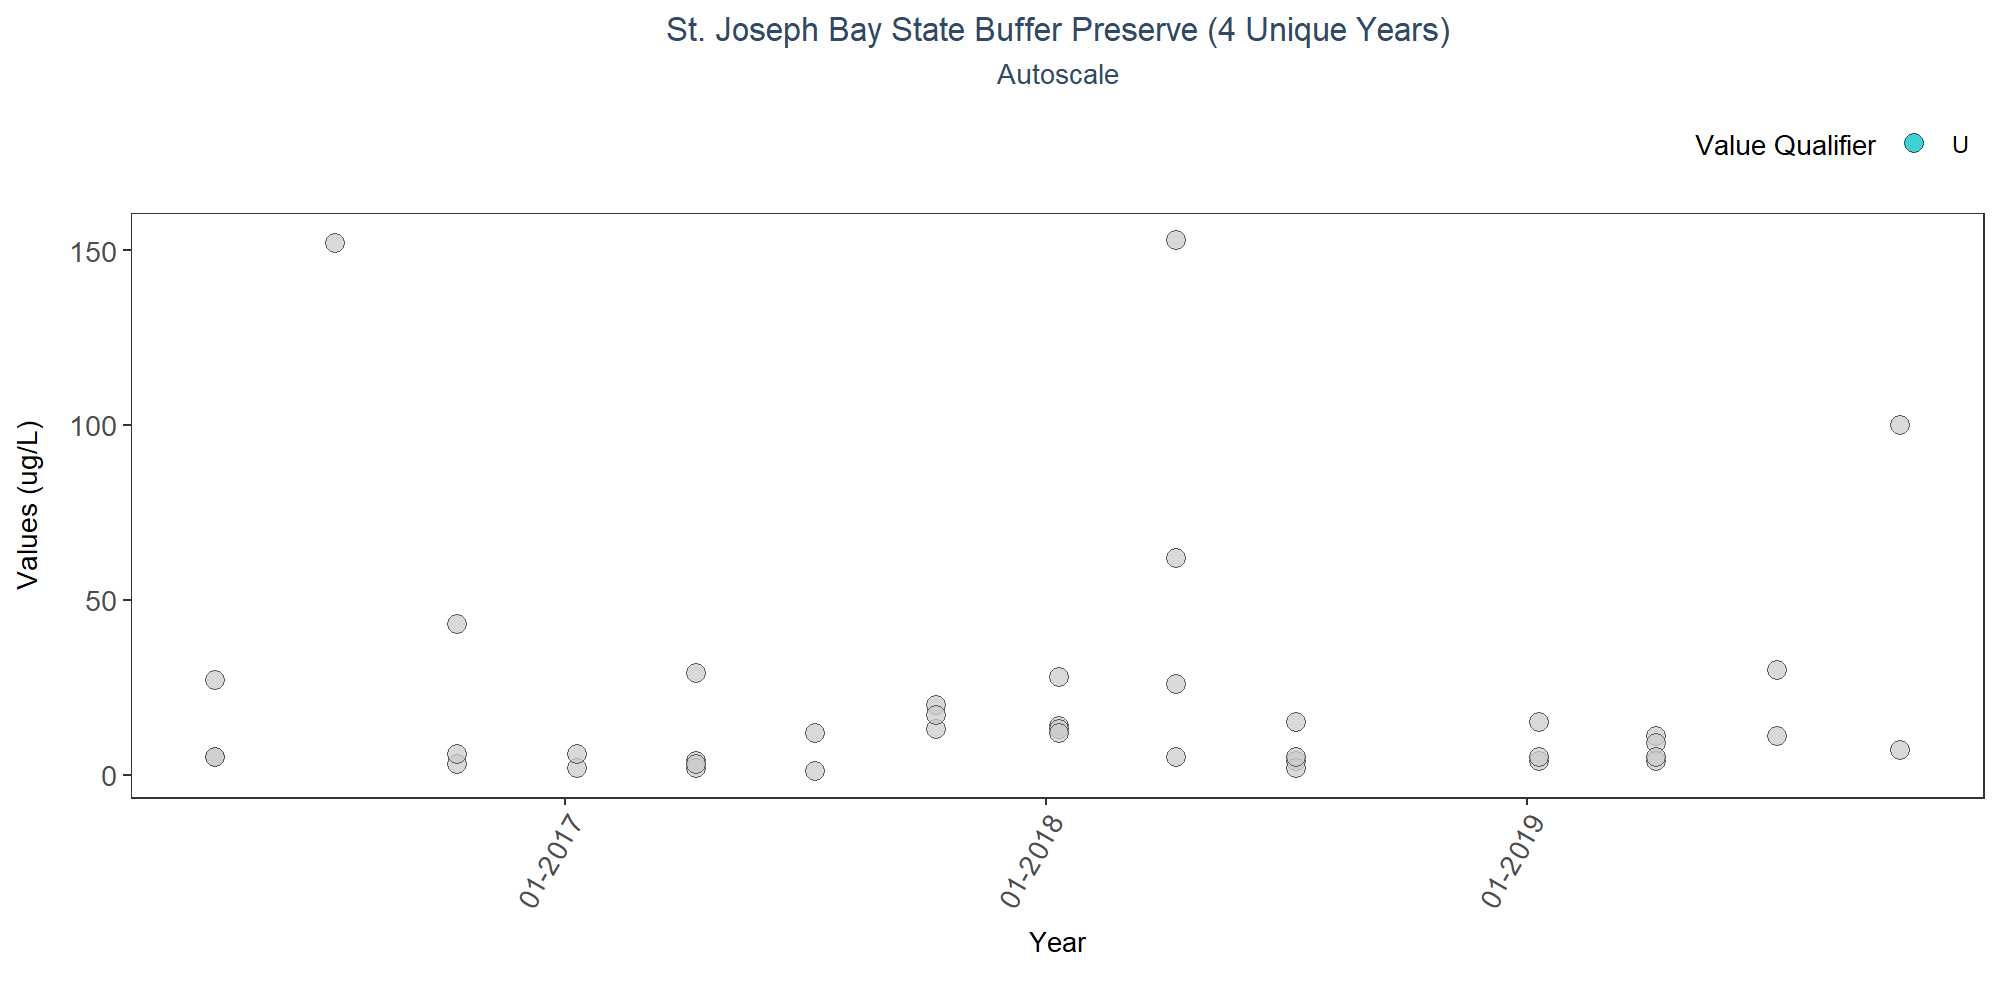 St. Joseph Bay State Buffer Preserve (4 Unique Years)
Autoscale
Value Qualifier U
150
100
50
0
Values (ug/L)
01-2017
01-2018
01-2019
Year